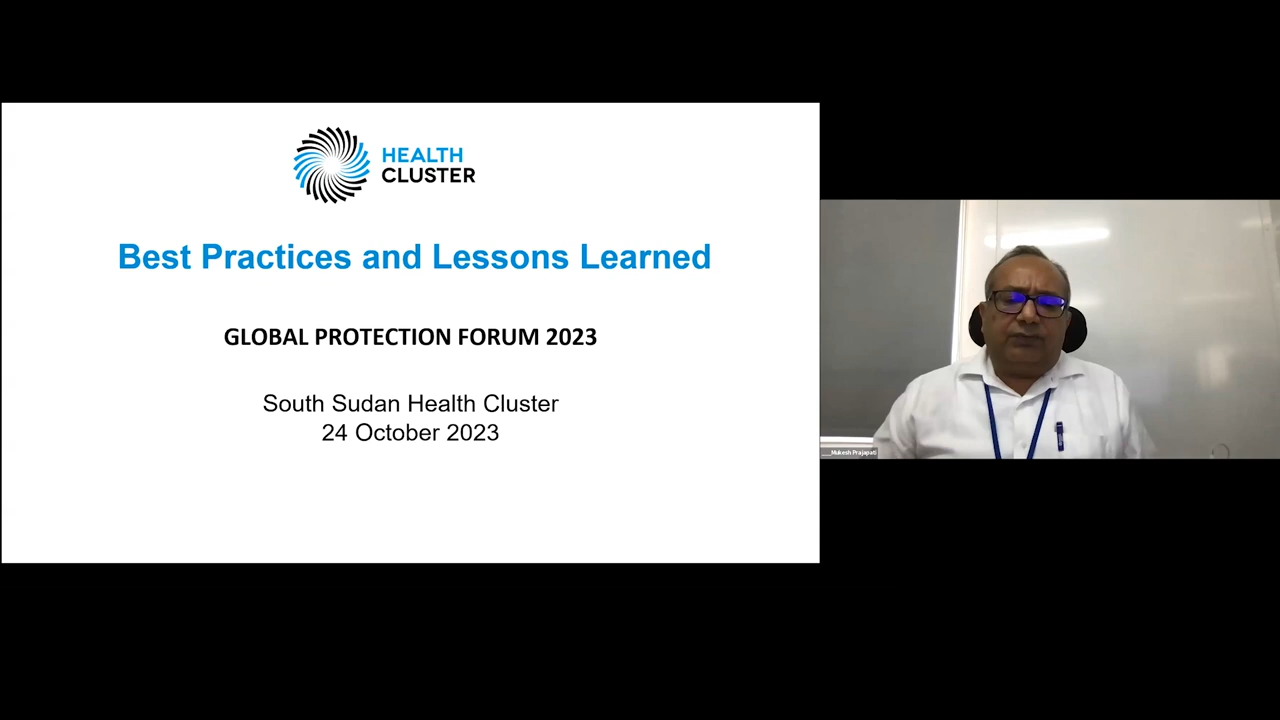 HEALTH
CLUSTER
Best Practices and Lessons Learned
GLOBAL PROTECTION FORUM 2023
South Sudan Health Cluster
24 October 2023
___Mukesh Prajapati